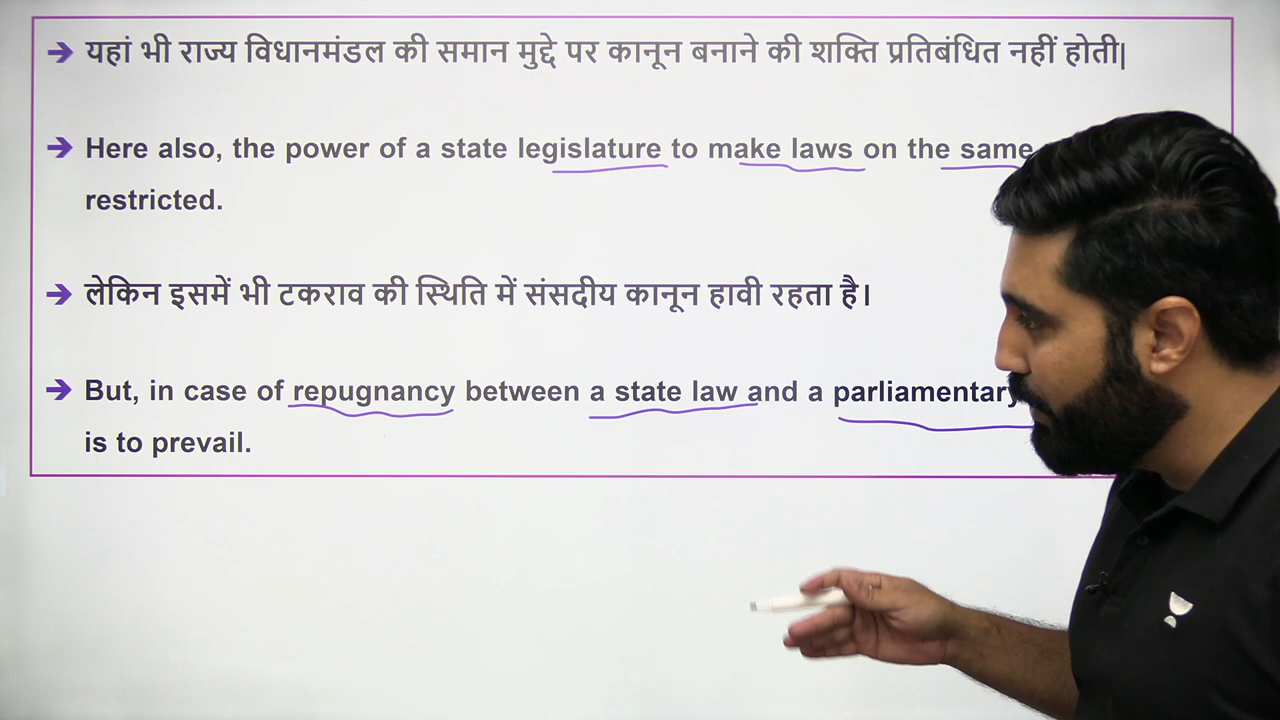 ➔ यहां भी राज्य विधानमंडल की समान मुद्दे पर कानून बनाने की शक्ति प्रतिबंधित नहीं होती|
➔ Here also, the power of a state legislature to make laws on the same
restricted.
➔ लेकिन इसमें भी टकराव की स्थिति में संसदीय कानून हावी रहता है।
➔ But, in case of repugnancy between a state law and a parliamentary
is to prevail.